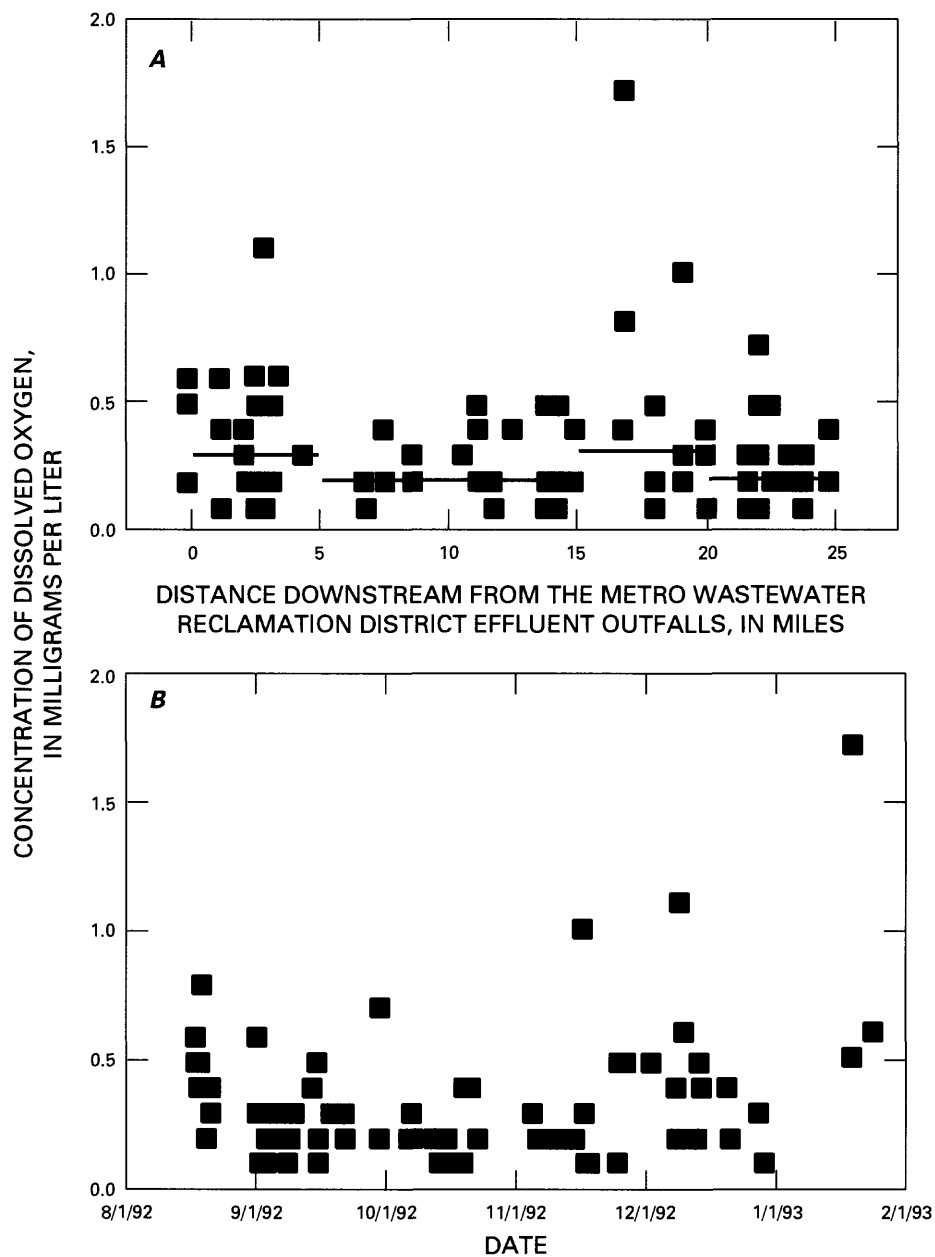 2.0
A
1.5
1.0
0.5
0.0
0 5 10 15 20 25
DISTANCE DOWNSTREAM FROM THE METRO WASTEWATER
RECLAMATION DISTRICT EFFLUENT OUTFALLS, IN MILES
CONCENTRATION OF DISSOLVED OXYGEN,
IN MILLIGRAMS PER LITER
2.0
B
1.5
1.0
0.5
0.0
8/1/92 9/1/92 10/1/92 11/1/92 12/1/92 1/1/93 2/1/93
DATE